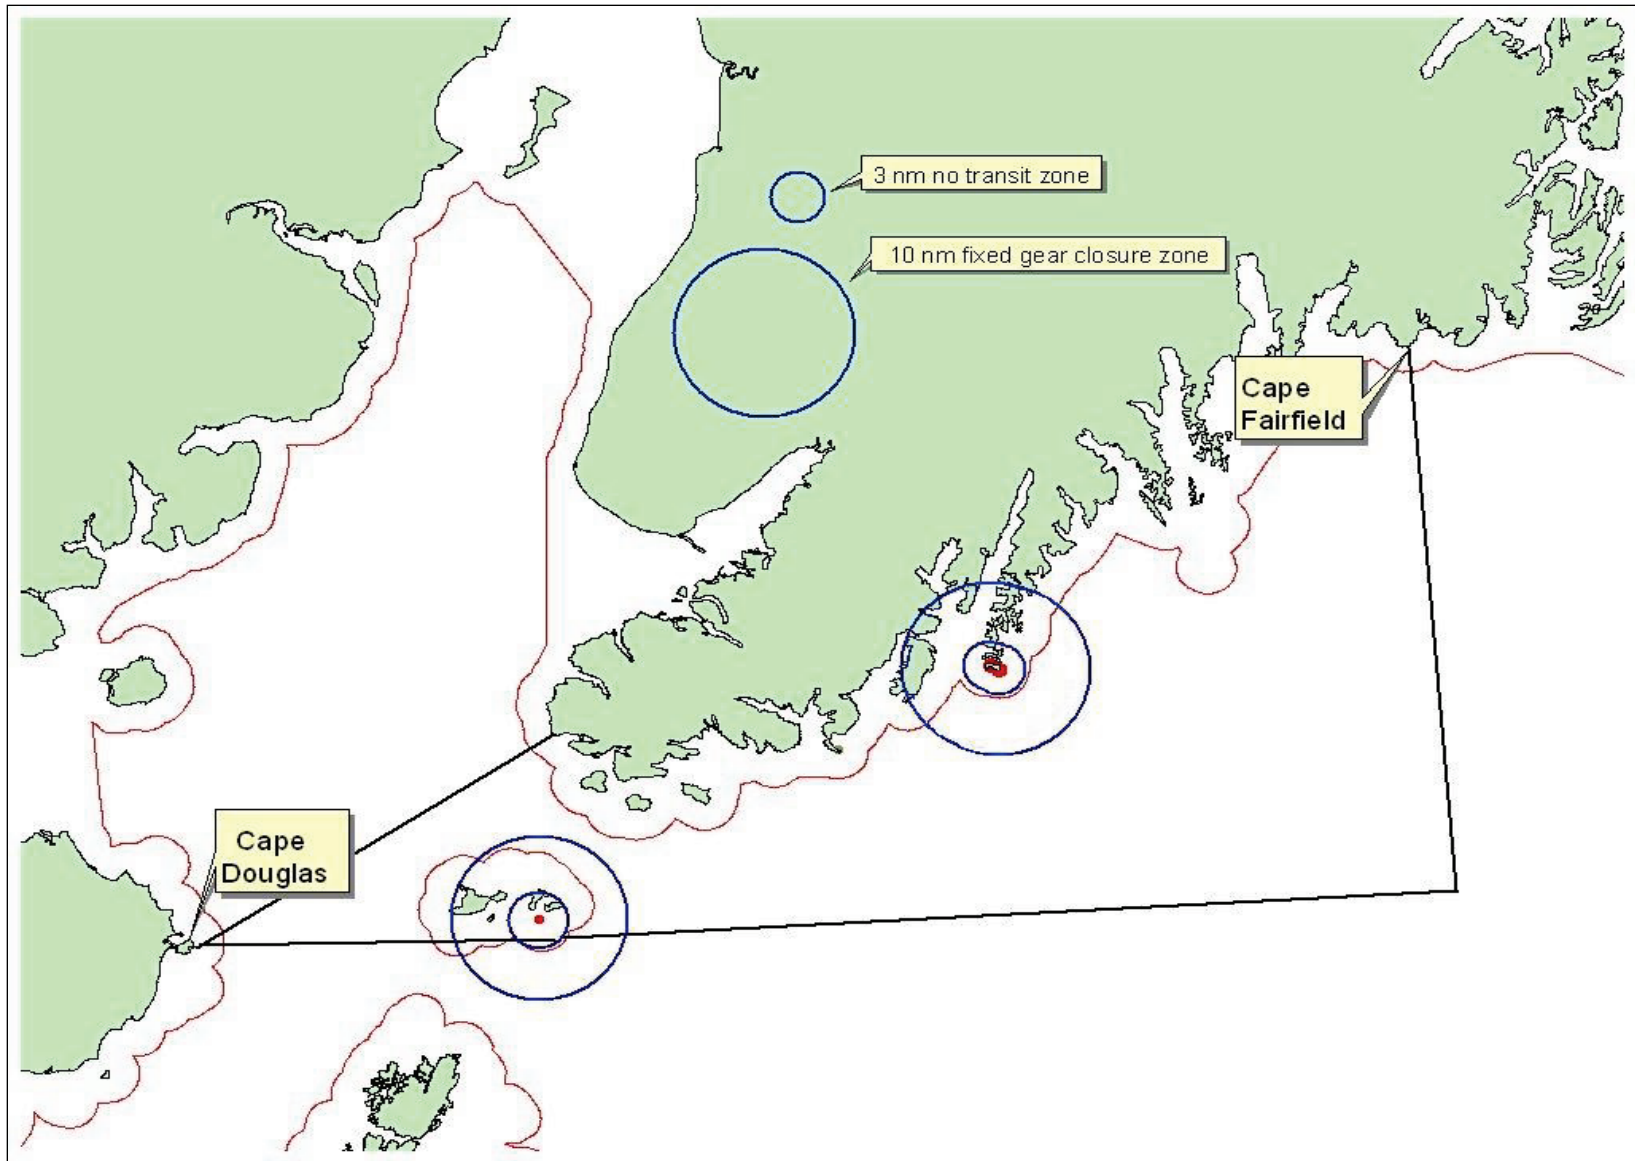 3 nm no transit zone
10 nm fixed gear closure zone
Cape
Fairfield
Cape
Douglas